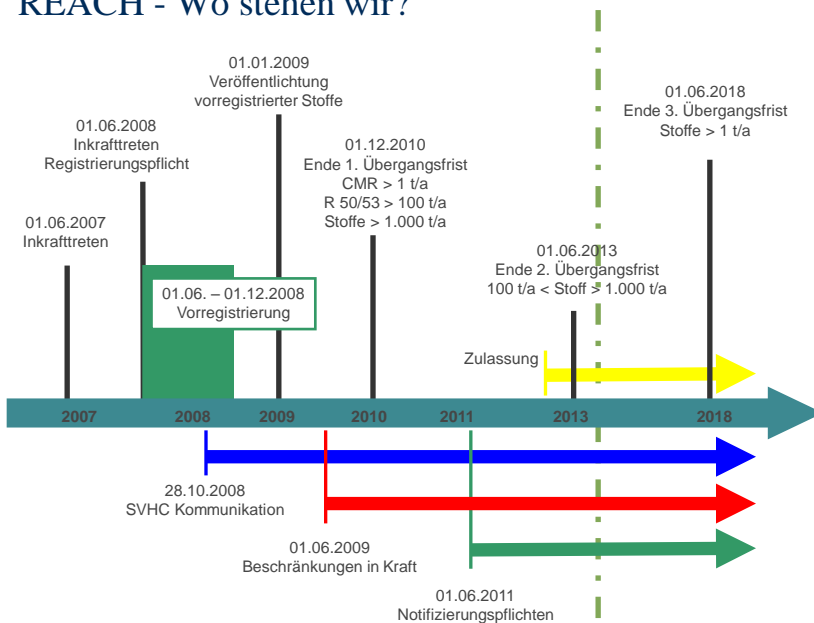 REACH - Wo stehen wir?
01.01.2009
Veröffentlichtung
vorregistrierter Stoffe
01.06.2008
Inkrafttreten
Registrierungspflicht
01.12.2010
Ende 1. Übergangsfrist
CMR > 1 t/a
R 50/53 > 100 t/a
Stoffe > 1.000 t/a
01.06.2018
Ende 3. Übergangsfrist
Stoffe > 1 t/a
01.06.2007
Inkrafttreten
01.06.2013
Ende 2. Übergangsfrist
100 t/a < Stoff > 1.000 t/a
01.06. – 01.12.2008
Vorregistrierung
Zulassung
2007 2008 2009 2010 2011 2013 2018
28.10.2008
SVHC Kommunikation
01.06.2009
Beschränkungen in Kraft
01.06.2011
Notifizierungspflichten